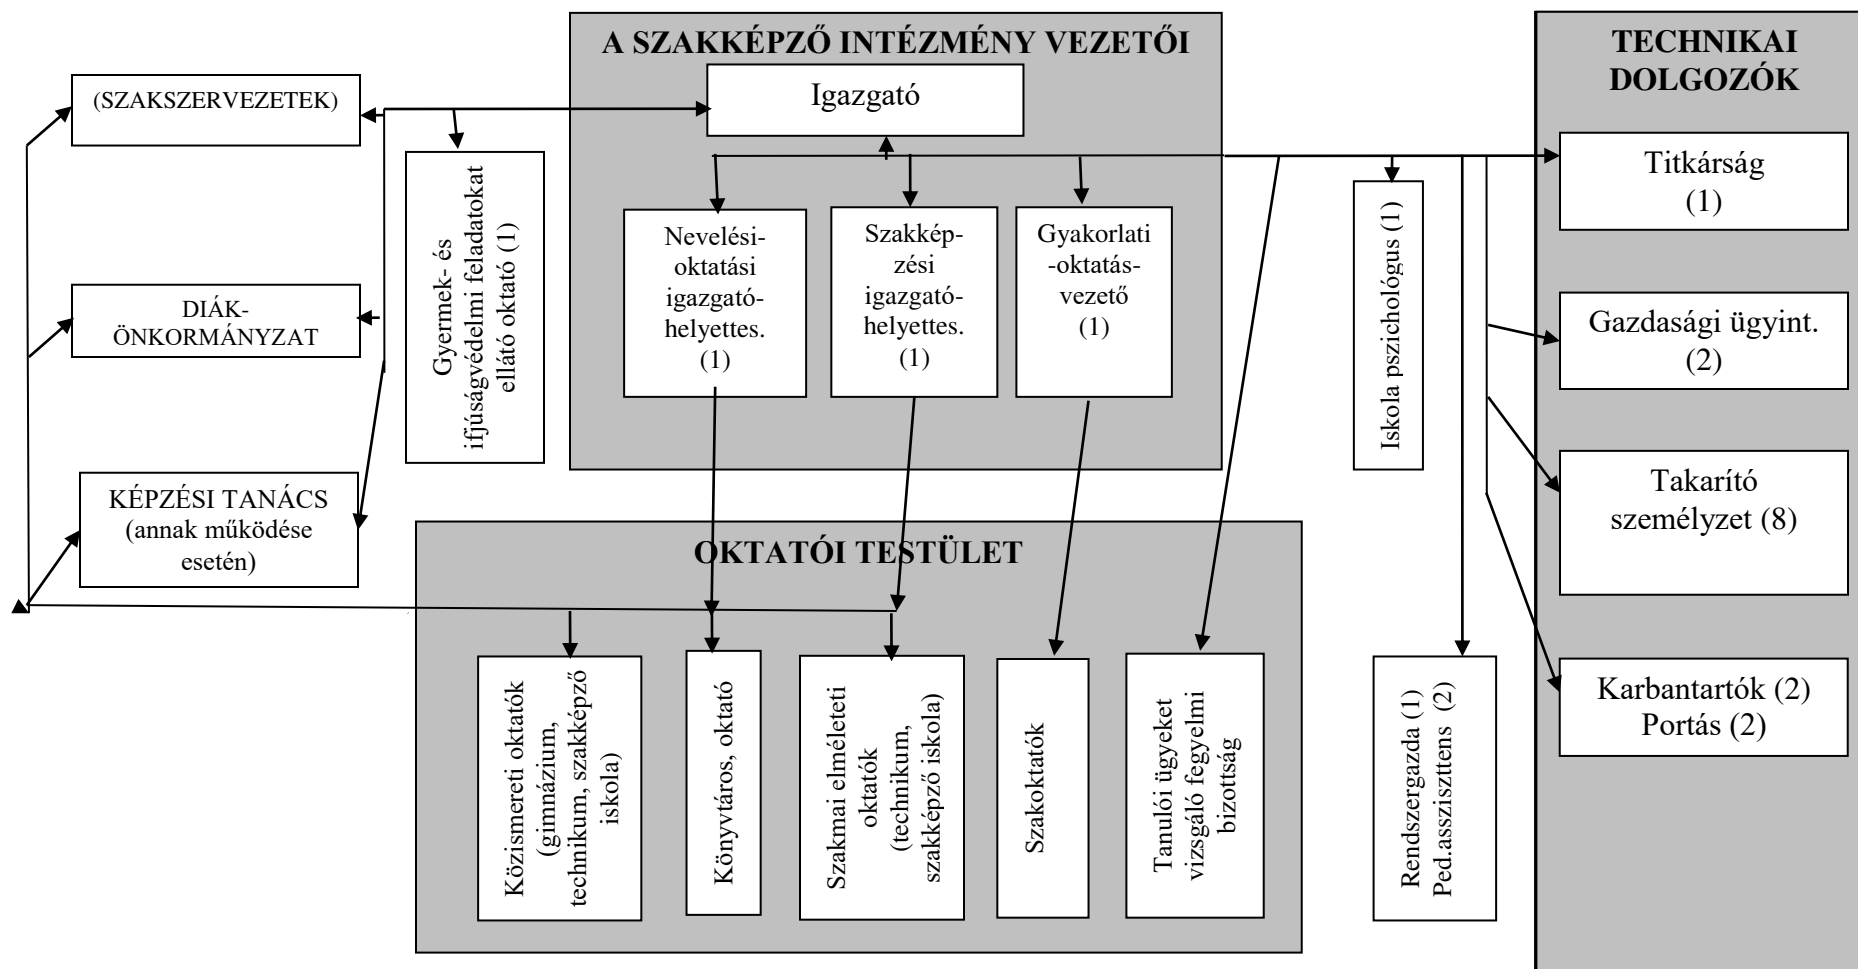 A SZAKKÉPZŐ INTÉZMÉNY VEZETŐI
Igazgató
Nevelési-
oktatási
igazgató-
helyettes.
(1)
Szakkép-
zési
igazgató-
helyettes.
(1)
Gyakorlati
-oktatás-
vezető
(1)
(SZAKSZERVEZETEK)
DIÁK-
ÖNKORMÁNYZAT
KÉPZÉSI TANÁCS
(annak működése
esetén)
Gyermek- és
ifjúságvédelmi feladatokat
ellátó oktató (1)
OKTATÓI TESTÜLET
Közismereti oktatók
(gimnázium,
technikum, szakképző
iskola)
Könyvtáros, oktató
Szakmai elméleteti
oktatók
(technikum,
szakképző iskola)
Szakoktatók
Tanulói ügyeket
vizsgáló fegyelmi
bizottság
Iskola pszichológus (1)
Rendszergazda (1)
Ped.asszisztens (2)
TECHNIKAI
DOLGOZÓK
Titkárság
(1)
Gazdasági ügyint.
(2)
Takarító
személyzet (8)
Karbantartók (2)
Portás (2)